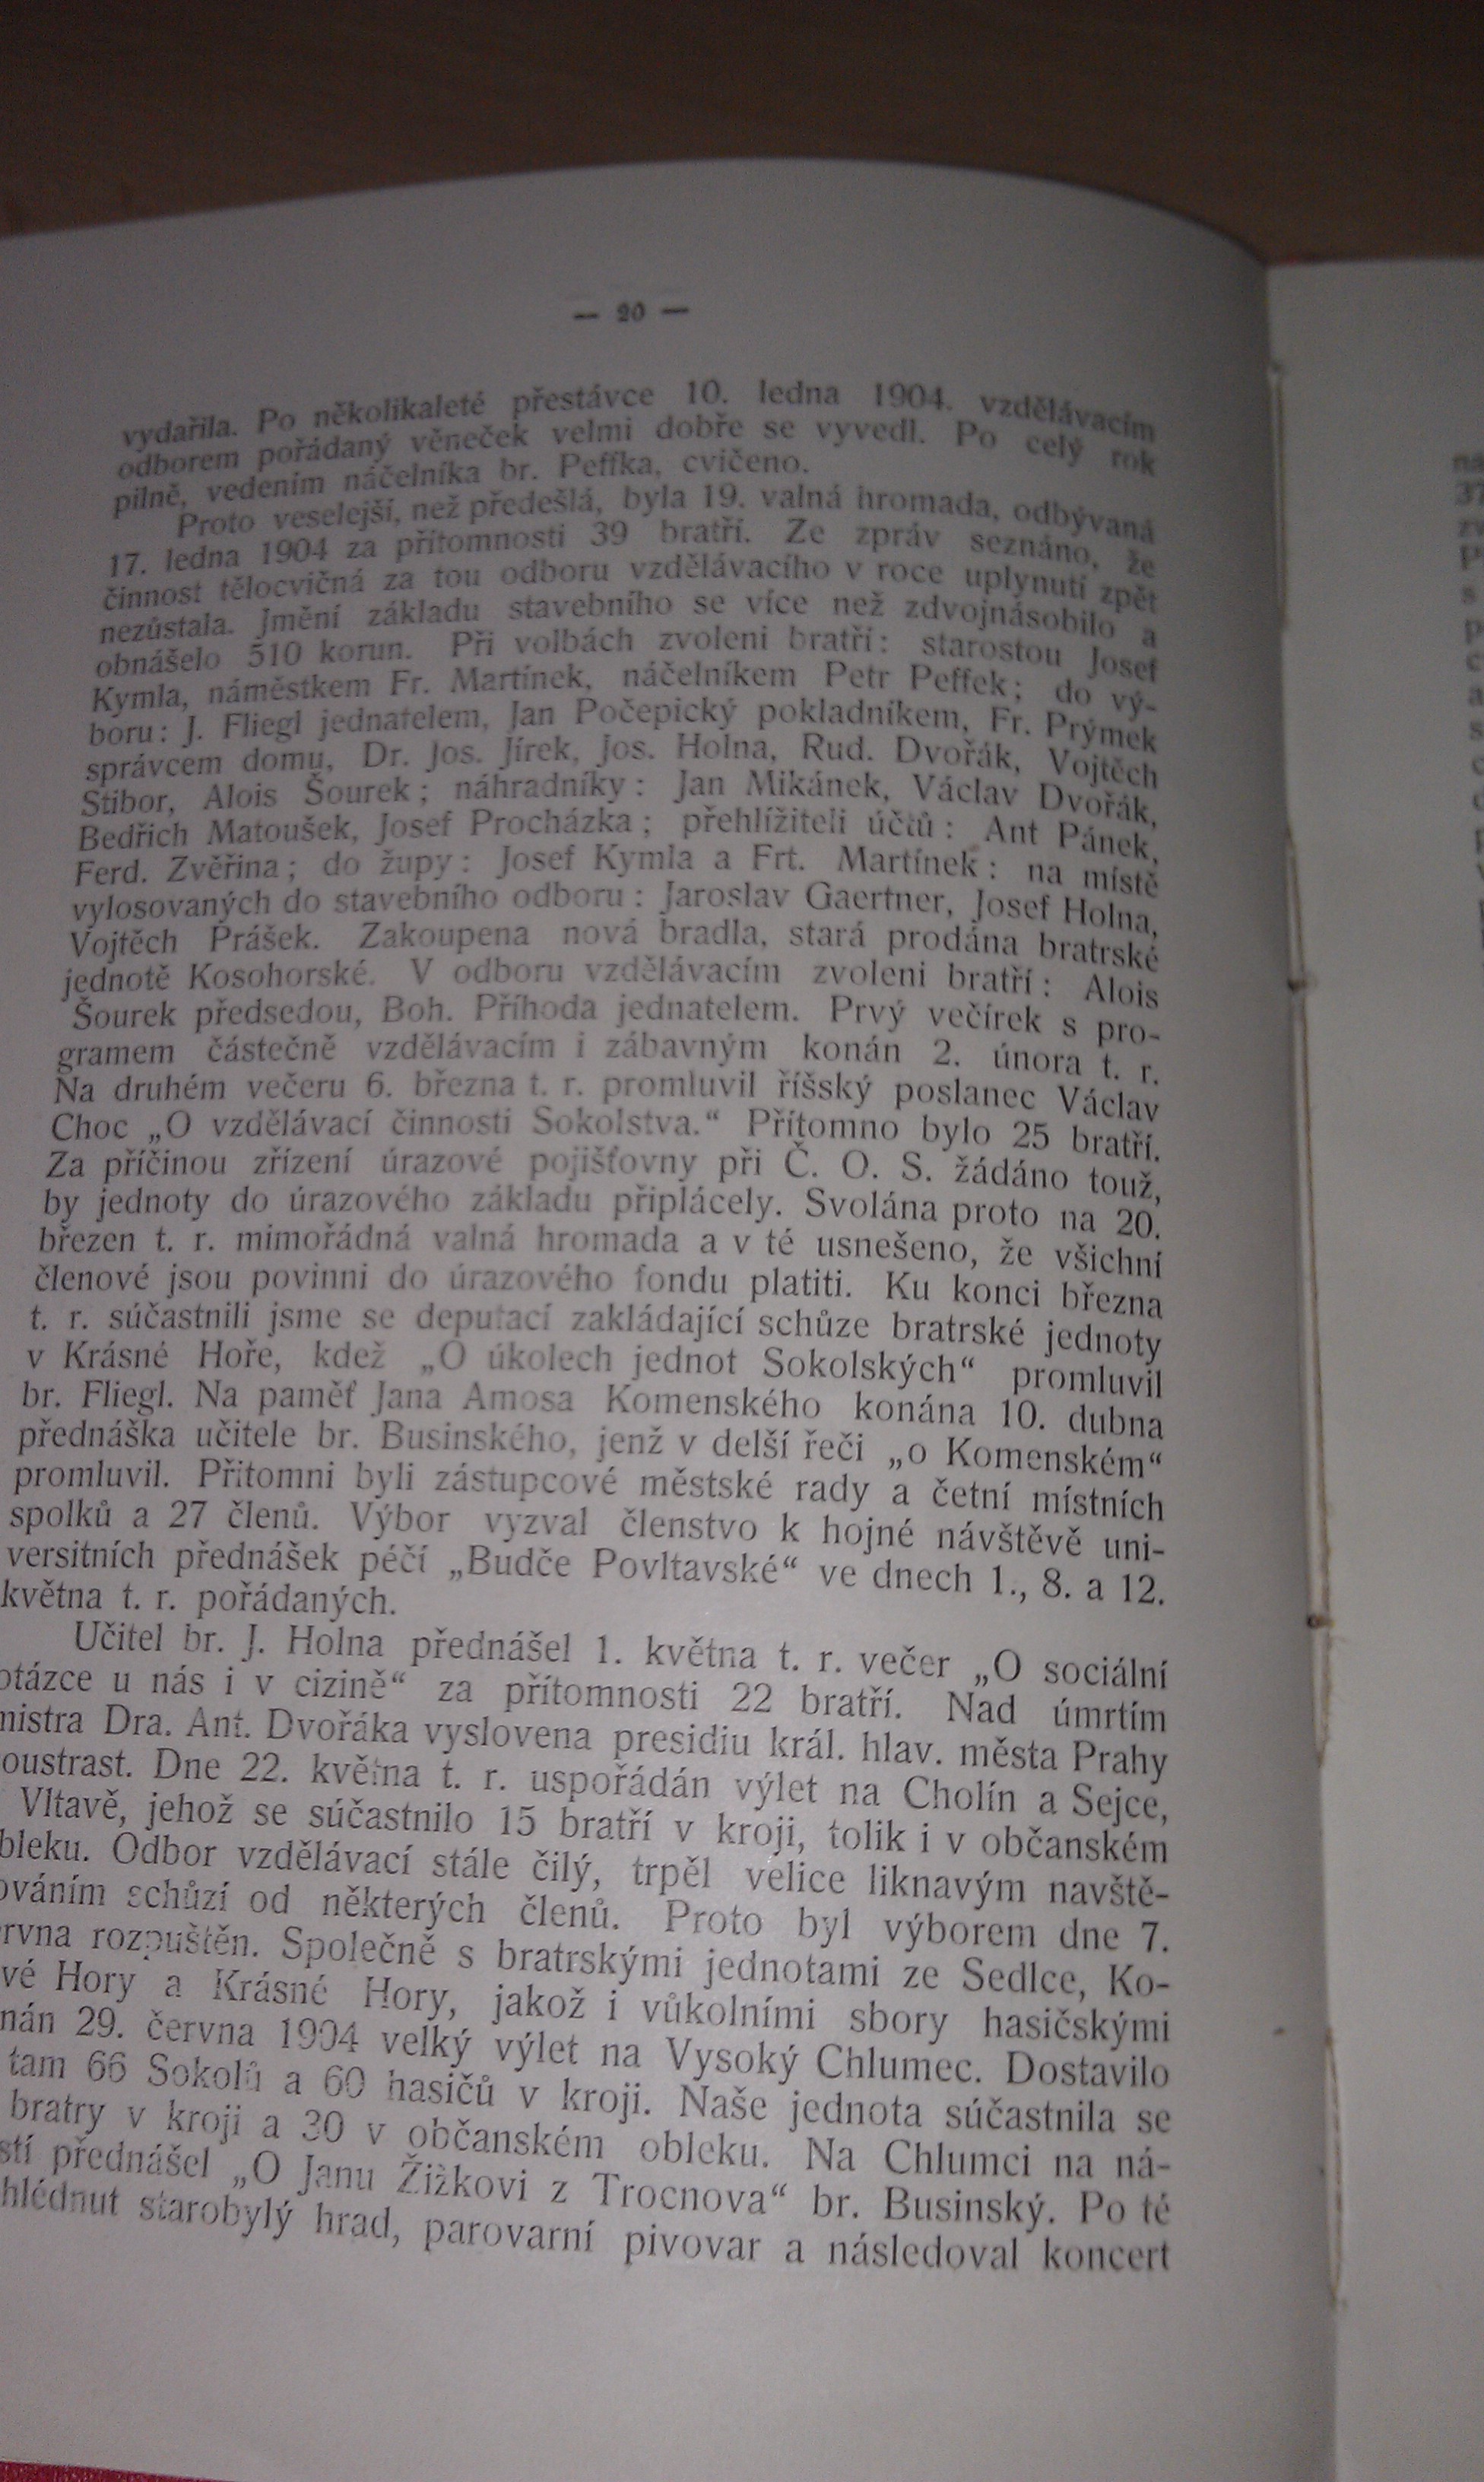 — 20 —
vydařila. Po několikaleté přestávce 10. ledna 1904. vzdělávacím
odborem pořádaný věneček velmi dobře se vyvedl. Po celý rok
pilně, vedením náčelníka br. Peffka, cvičeno.
Proto veselejší, než předešlá, byla 19. valná hromada, odbývaná
17. ledna 1904 za přítomnosti 39 bratří. Ze zpráv seznáno, že
činnost tělocvičná za tou odboru vzdělávacího v roce uplynutí zpět
nezůstala. Jmění základu stavebního se více než zdvojnásobilo a
obnášelo 510 korun. Při volbách zvoleni bratří: starostou Josef
Kymla, náměstkem Fr. Martínek, náčelníkem Petr Peffek; do vý-
boru: J. Fliegl jednatelem, Jan Počepický pokladníkem, Fr. Prýmek
správcem domu, Dr. Jos. Jírek, Jos. Holna, Rud. Dvořák, Vojtěch
Stibor, Alois Šourek; náhradníky: Jan Mikánek, Václav Dvořák,
Bedřich Matoušek, Josef Procházka; přehlížiteli účtů: Ant Pánek,
Ferd. Zvěřina; do župy: Josef Kymla a Frt. Martínek: na místě
vylosovaných do stavebního odboru: Jaroslav Gaertner, Josef Holna,
Vojtěch Prášek. Zakoupena nová bradla, stará prodána bratrské
jednotě Kosohorské. V odboru vzdělávacím zvoleni bratří: Alois
Šourek předsedou, Boh. Příhoda jednatelem. Prvý večírek s pro-
gramem částečně vzdělávacím i zábavným konán 2. února t. r.
Na druhém večeru 6. března t. r. promluvil říšský poslanec Václav
Choc „O vzdělávací činnosti Sokolstva.“ Přítomno bylo 25 bratří.
Za příčinou zřízení úrazové pojišťovny při Č. O. S. žádáno touž,
by jednoty do úrazového základu připlácely. Svolána proto na 20.
březen t. r. mimořádná valná hromada a v té usnešeno, že všichni
členové jsou povinni do úrazového fondu platiti. Ku konci března
t. r. súčastnili jsme se deputací zakládající schůze bratrské jednoty
v Krásné Hoře, kdež „O úkolech jednot Sokolských“ promluvil
br. Fliegl. Na paměť Jana Amosa Komenského konána 10. dubna
přednáška učitele br. Businského, jenž v delší řeči „o Komenském“
promluvil. Přitomni byli zástupcové městské rady a četní místních
spolků a 27 členů. Výbor vyzval členstvo k hojné návštěvě uni-
versitních přednášek péčí „Budče Povltavské“ ve dnech 1., 8. a 12.
května t. r. pořádaných.
Učitel br. J. Holna přednášel 1. května t. r. večer „O sociální
otázce u nás i v cizině“ za přítomnosti 22 bratří. Nad úmrtím
mistra Dra. Ant. Dvořáka vyslovena presidiu král. hlav. města Prahy
oustrast. Dne 22. května t. r. uspořádán výlet na Cholín a Sejce,
Vltavě, jehož se súčastnilo 15 bratří v kroji, tolik i v občanském
bleku. Odbor vzdělávací stále čilý, trpěl velice liknavým navště-
ováním schůzí od některých členů. Proto byl výborem dne 7.
rvna rozpuštěn. Společně s bratrskými jednotami ze Sedlce, Ko-
vé Hory a Krásné Hory, jakož i vůkolními sbory hasičskými
nán 29. června 1904 velký výlet na Vysoký Chlumec. Dostavilo
tam 66 Sokolů a 60 hasičů v kroji. Naše jednota súčastnila se
bratry v kroji a 30 v občanském obleku. Na Chlumci na ná-
stí přednášel „O Janu Žižkovi z Trocnova“ br. Businský. Po té
hlédnut starobylý hrad, parovarní pivovar a následoval koncert